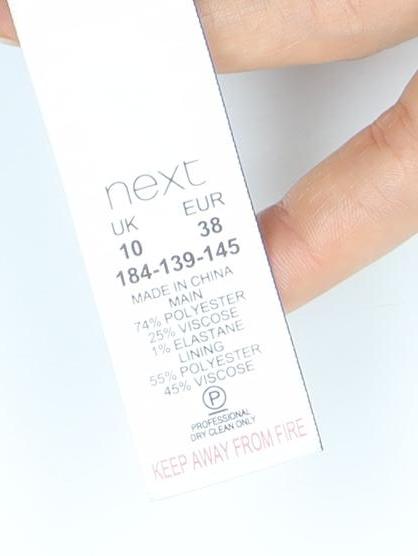 next
UK EUR
10 38
184-139-145
MADE IN CHINA
MAIN
74% POLYESTER
25% VISCOSE
1% ELASTANE
LINING
55% POLYESTER
45% VISCOSE
P
PROFESSIONAL
DRY CLEAN ONLY
KEEP AWAY FROM FIRE